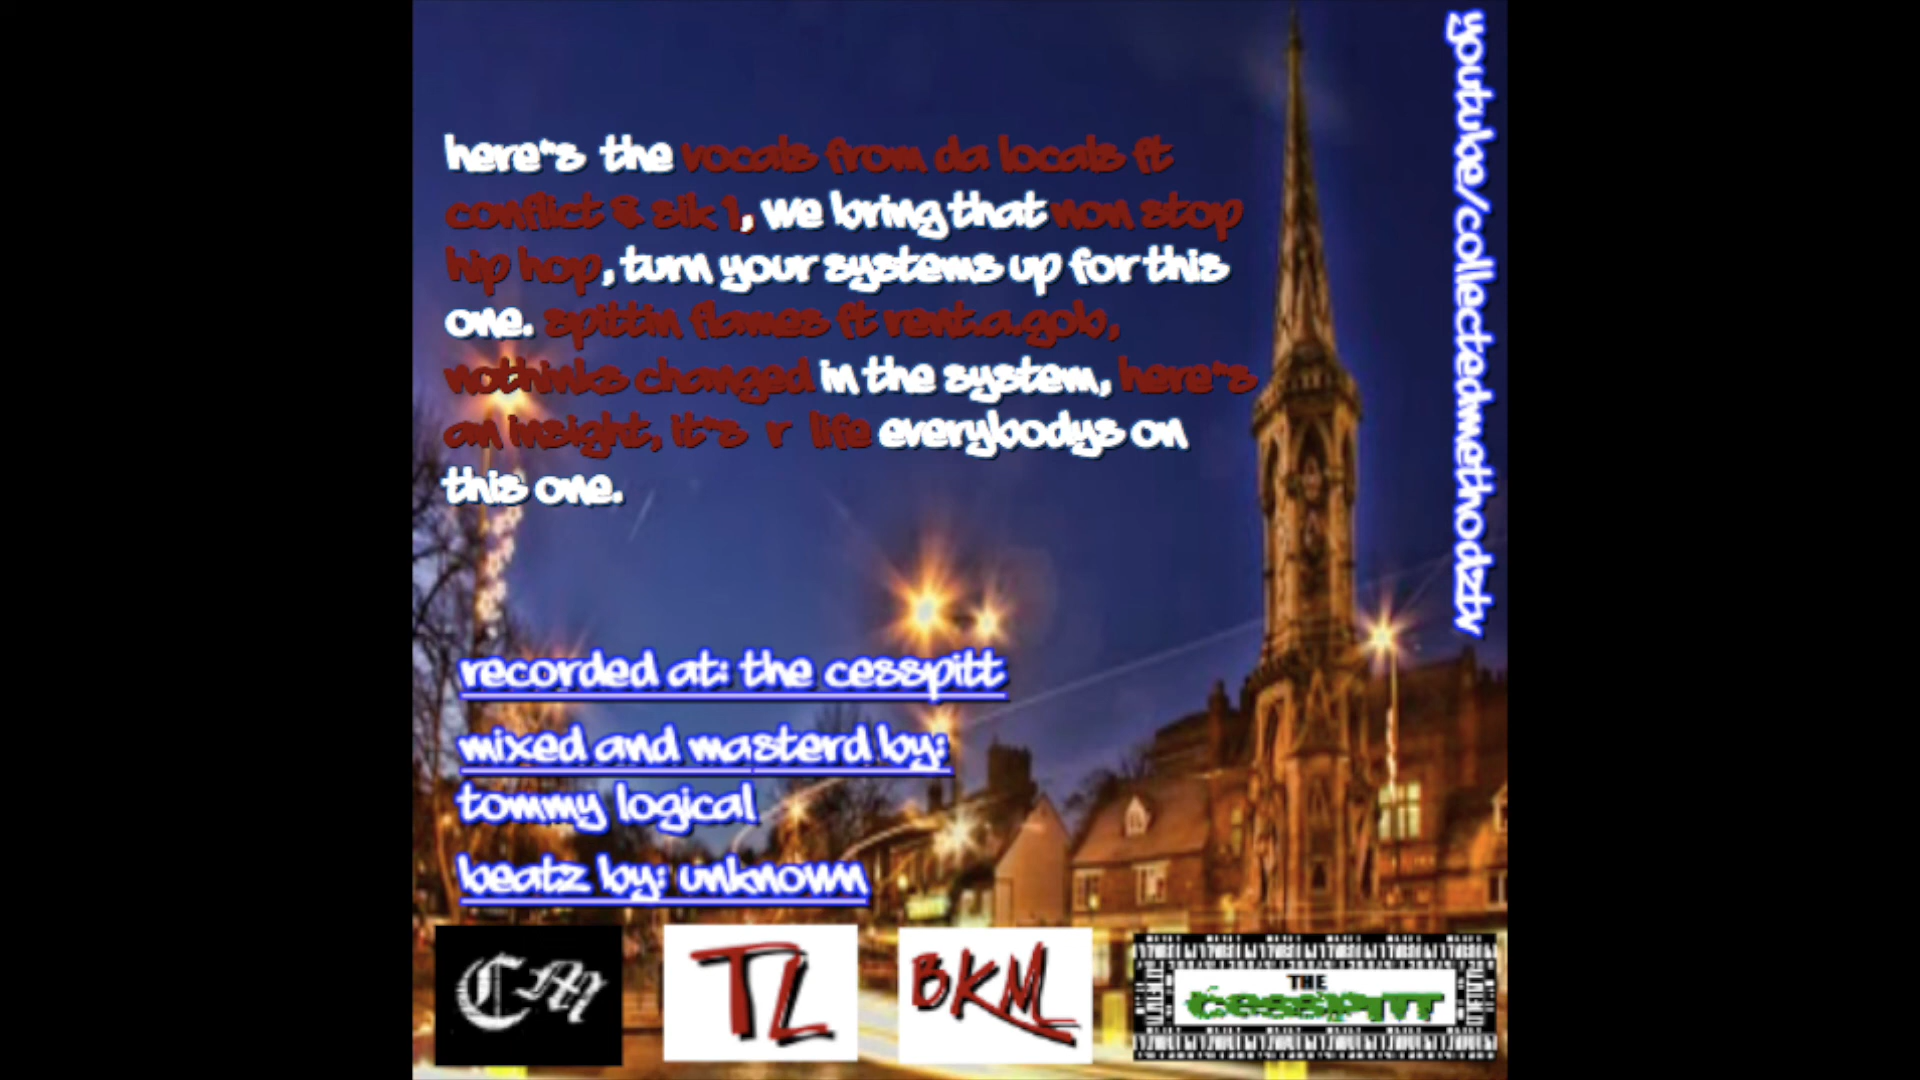 here"s the vocals from da locals ft
conflict & sik 1, we bring that non stop
hip hop, turn your systems up for this
one. spittin flames ft rent.a.gob,
nothinks changed in the system, here"s
an insight, it"s r life everybodys on
this one.
recorded at: the cesspitt
mixed and masterd by:
tommy logical
beatz by: unknown
youtube/collectedmethodztv
CM
TL
BKM
THE
CESSPITT